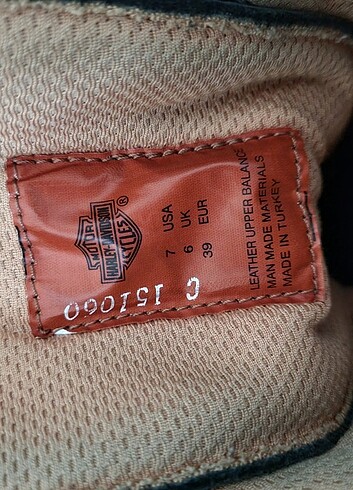 MOTOR
HARLEY-DAVIDSON
CYCLES
®
7 USA
6 UK
39 EUR
C 151060
LEATHER UPPER BALANCE
MAN MADE MATERIALS
MADE IN TURKEY